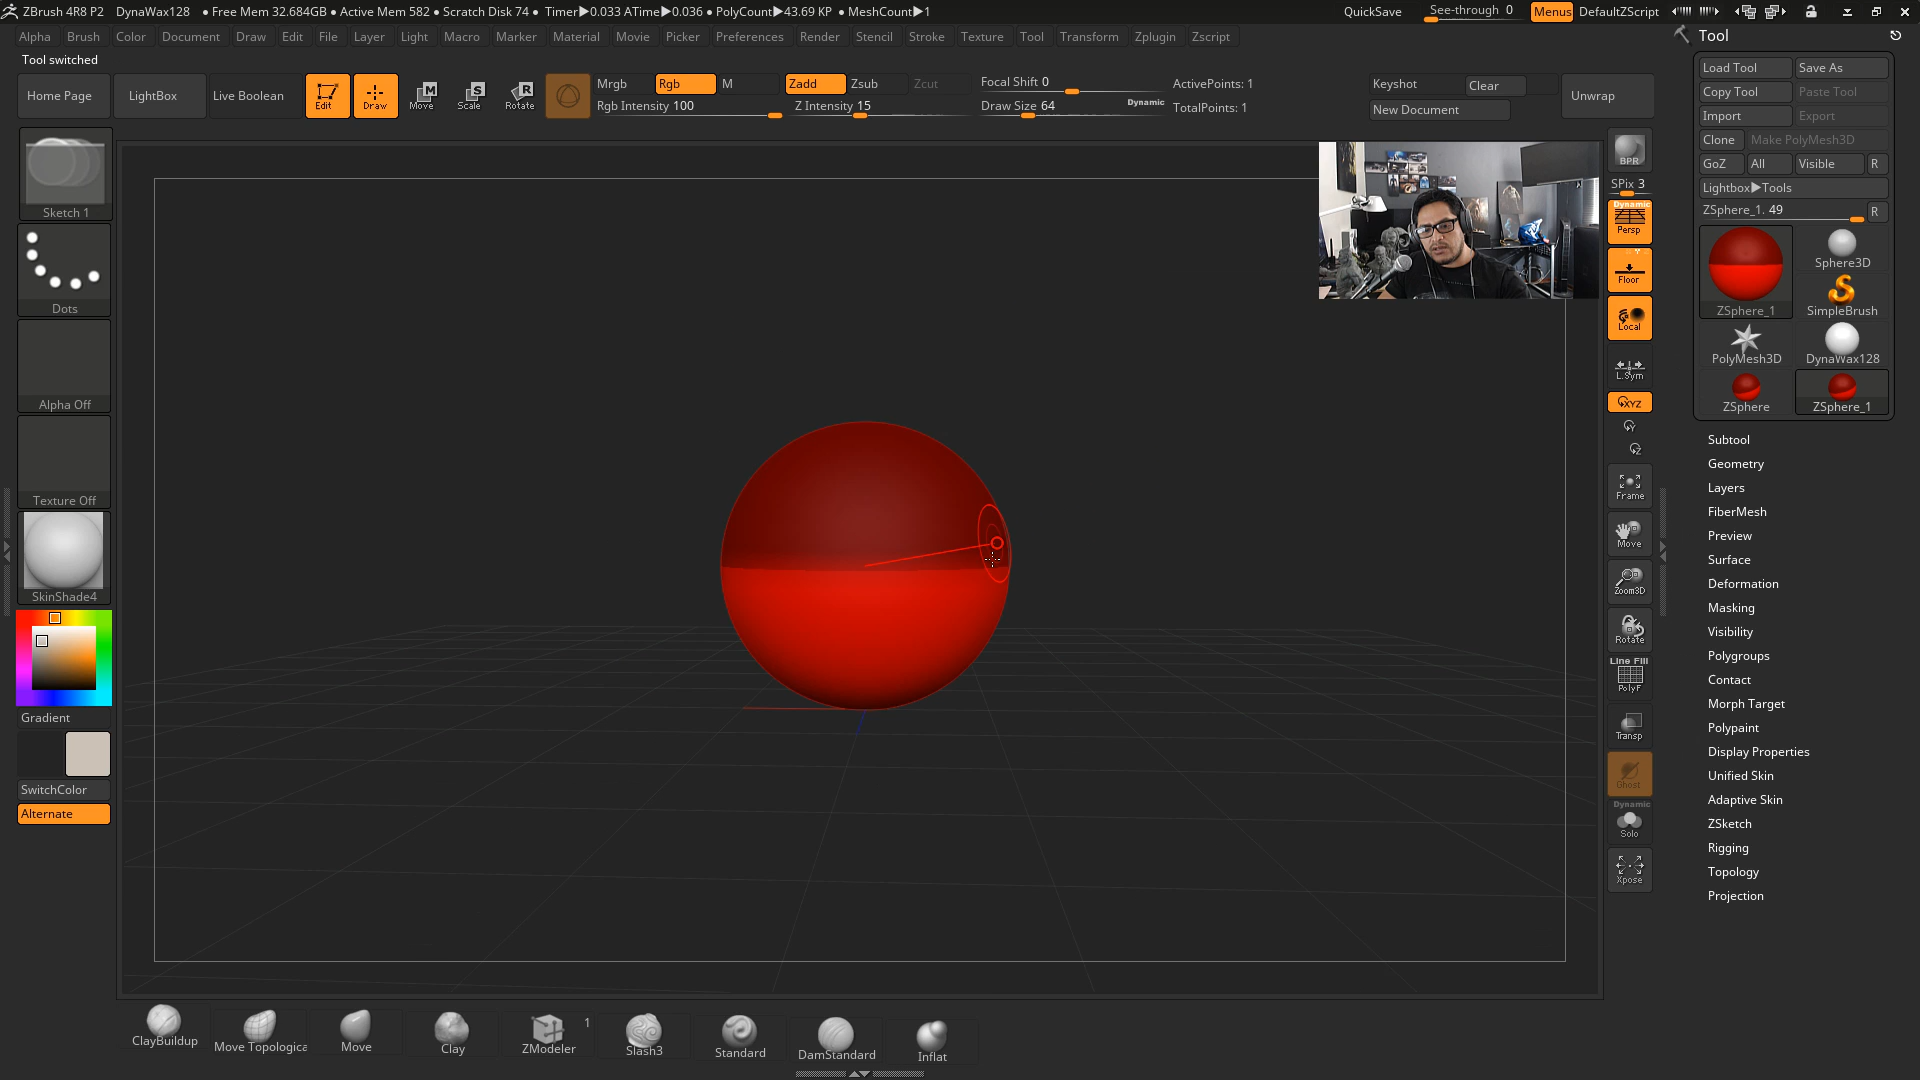 ZBrush 4R8 P2 DynaWax128 ● Free Mem 32.684GB ● Active Mem 582 ● Scratch Disk 74 ● Timer▶0.033 ATime▶0.036 ● PolyCount▶43.69 KP ● MeshCount▶1 QuickSave See-through 0 Menus DefaultZScript
Alpha Brush Color Document Draw Edit File Layer Light Macro Marker Material Movie Picker Preferences Render Stencil Stroke Texture Tool Transform Zplugin Zscript
Tool
Tool switched
Home Page LightBox Live Boolean Edit Draw Move Scale Rotate
Mrgb Rgb M Zadd Zsub Zcut Focal Shift 0 ActivePoints: 1 Keyshot Clear Unwrap
Rgb Intensity 100 Z Intensity 15 Draw Size 64 Dynamic TotalPoints: 1 New Document
Load Tool Save As
Copy Tool Paste Tool
Import Export
Clone Make PolyMesh3D
GoZ All Visible R
Lightbox▶Tools
ZSphere_1. 49 R
ZSphere_1 Sphere3D
SimpleBrush
PolyMesh3D DynaWax128
ZSphere ZSphere_1
Subtool
Geometry
Layers
FiberMesh
Preview
Surface
Deformation
Masking
Visibility
Polygroups
Contact
Morph Target
Polypaint
Display Properties
Unified Skin
Adaptive Skin
ZSketch
Rigging
Topology
Projection
Sketch 1
Dots
Alpha Off
Texture Off
SkinShade4
Gradient
SwitchColor
Alternate
BPR
SPix 3
Dynamic
Persp
Floor
Local
L.Sym
XYZ
Y
Z
Frame
Move
Zoom3D
Rotate
Line Fill
PolyF
Transp
Ghost
Dynamic
Solo
Xpose
ClayBuildup Move Topologica Move Clay ZModeler 1 Slash3 Standard DamStandard Inflat